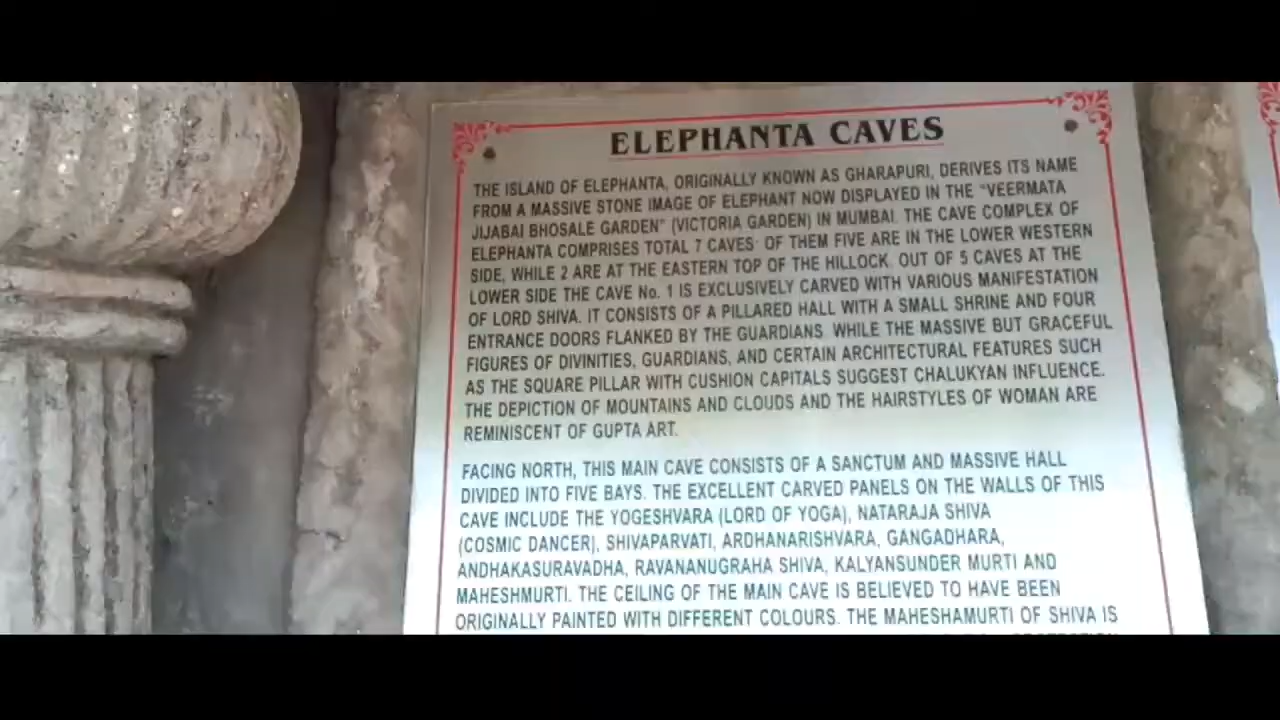 ELEPHANTA CAVES
THE ISLAND OF ELEPHANTA, ORIGINALLY KNOWN AS GHARAPURI, DERIVES ITS NAME
FROM A MASSIVE STONE IMAGE OF ELEPHANT NOW DISPLAYED IN THE "VEERMATA
JIJABAI BHOSALE GARDEN" (VICTORIA GARDEN) IN MUMBAI. THE CAVE COMPLEX OF
ELEPHANTA COMPRISES TOTAL 7 CAVES. OF THEM FIVE ARE IN THE LOWER WESTERN
SIDE, WHILE 2 ARE AT THE EASTERN TOP OF THE HILLOCK. OUT OF 5 CAVES AT THE
LOWER SIDE THE CAVE No. 1 IS EXCLUSIVELY CARVED WITH VARIOUS MANIFESTATION
OF LORD SHIVA. IT CONSISTS OF A PILLARED HALL WITH A SMALL SHRINE AND FOUR
ENTRANCE DOORS FLANKED BY THE GUARDIANS. WHILE THE MASSIVE BUT GRACEFUL
FIGURES OF DIVINITIES, GUARDIANS, AND CERTAIN ARCHITECTURAL FEATURES SUCH
AS THE SQUARE PILLAR WITH CUSHION CAPITALS SUGGEST CHALUKYAN INFLUENCE.
THE DEPICTION OF MOUNTAINS AND CLOUDS AND THE HAIRSTYLES OF WOMAN ARE
REMINISCENT OF GUPTA ART.
FACING NORTH, THIS MAIN CAVE CONSISTS OF A SANCTUM AND MASSIVE HALL
DIVIDED INTO FIVE BAYS. THE EXCELLENT CARVED PANELS ON THE WALLS OF THIS
CAVE INCLUDE THE YOGESHVARA (LORD OF YOGA), NATARAJA SHIVA
(COSMIC DANCER), SHIVAPARVATI, ARDHANARISHVARA, GANGADHARA,
ANDHAKASURAVADHA, RAVANANUGRAHA SHIVA, KALYANSUNDER MURTI AND
MAHESHMURTI. THE CEILING OF THE MAIN CAVE IS BELIEVED TO HAVE BEEN
ORIGINALLY PAINTED WITH DIFFERENT COLOURS. THE MAHESHAMURTI OF SHIVA IS